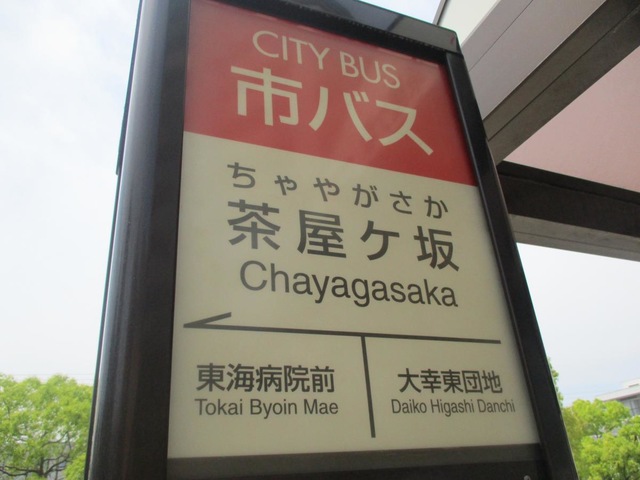 CITY BUS
市バス
ちゃやがさか
茶屋ヶ坂
Chayagasaka
東海病院前
Tokai Byoin Mae
大幸東団地
Daiko Higashi Danchi